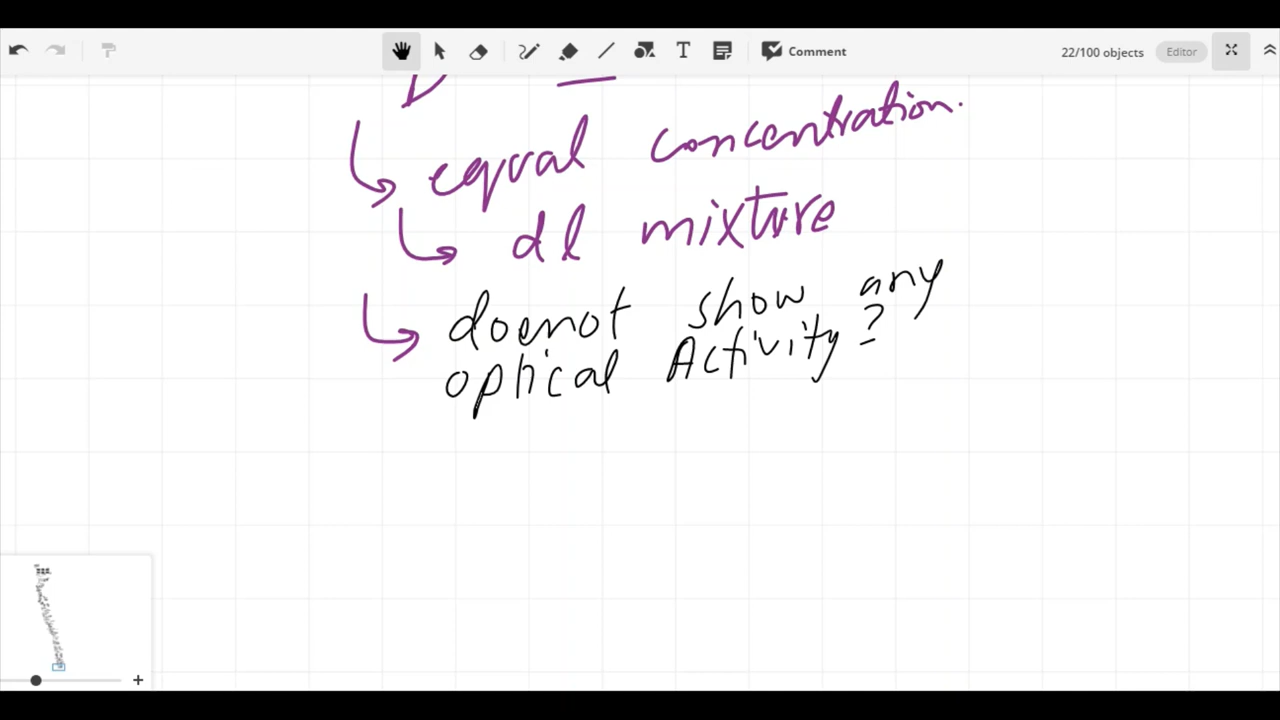 Comment
22/100 objects
Editor
equal concentration.
dl mixture
doenot show any
optical Activity?